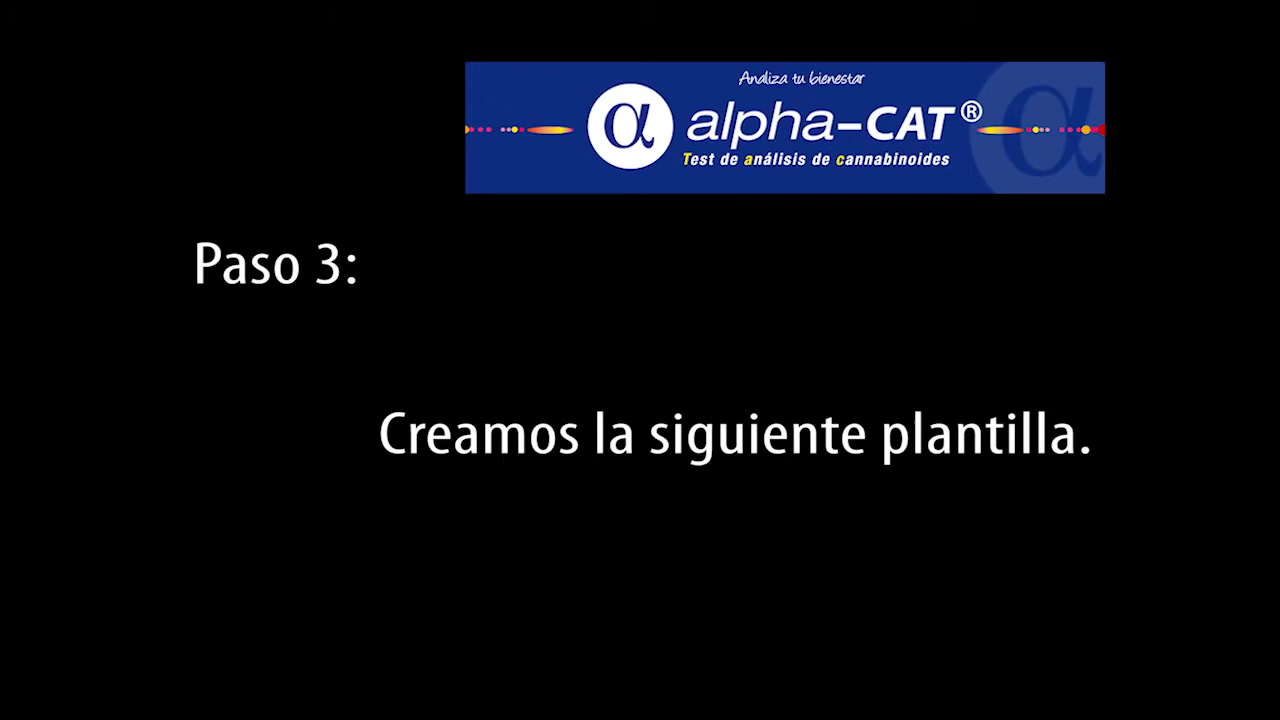 Analiza tu bienestar
α alpha-CAT®
Test de análisis de cannabinoides
Paso 3:
Creamos la siguiente plantilla.